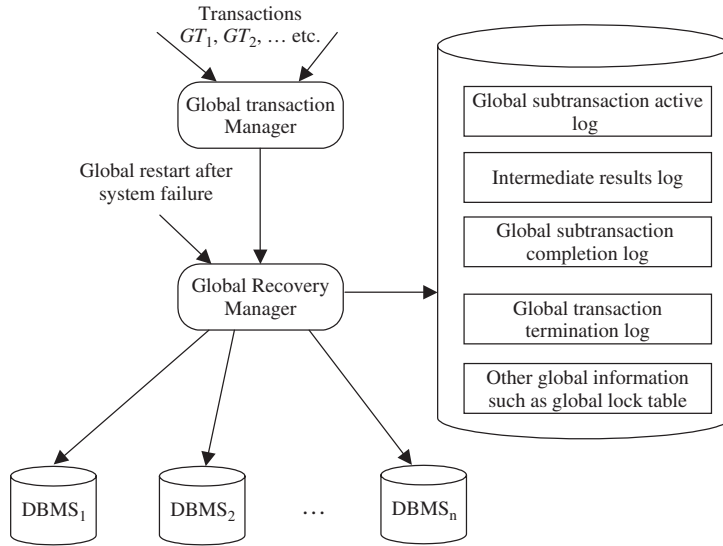 Transactions
GT1, GT2, … etc.
Global transaction
Manager
Global restart after
system failure
Global Recovery
Manager
Global subtransaction active
log
Intermediate results log
Global subtransaction
completion log
Global transaction
termination log
Other global information
such as global lock table
DBMS1
DBMS2
…
DBMSn